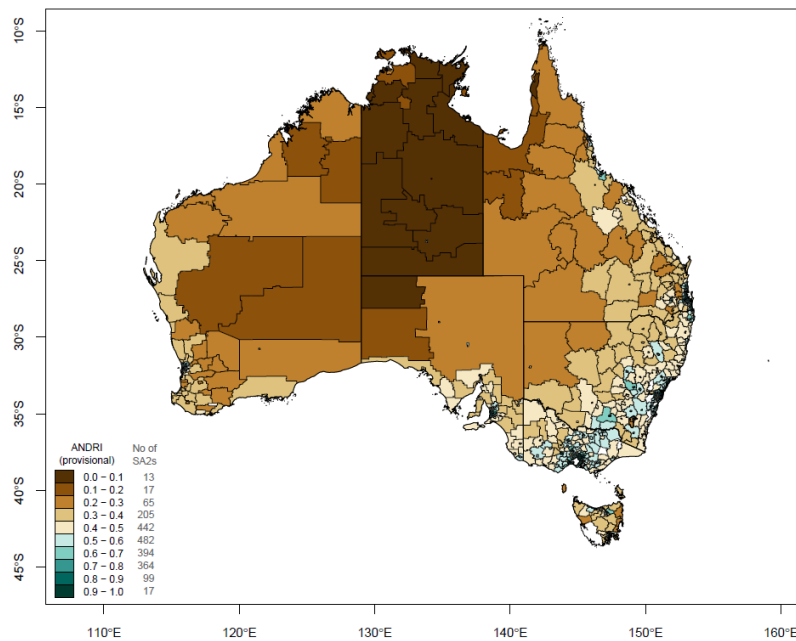 10°S
15°S
20°S
25°S
30°S
35°S
40°S
45°S
ANDRI No of
(provisional) SA2s
0.0 – 0.1 13
0.1 – 0.2 17
0.2 – 0.3 65
0.3 – 0.4 205
0.4 – 0.5 442
0.5 – 0.6 482
0.6 – 0.7 394
0.7 – 0.8 364
0.8 – 0.9 99
0.9 – 1.0 17
110°E 120°E 130°E 140°E 150°E 160°E